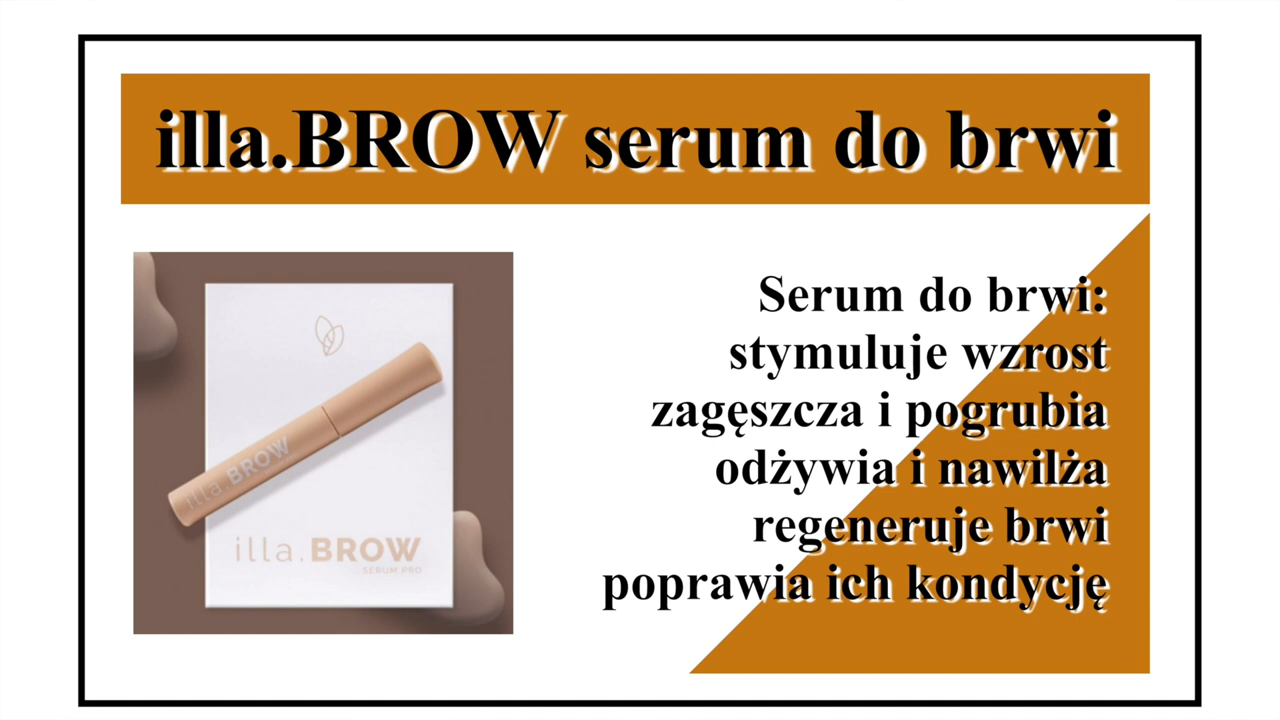 illa.BROW serum do brwi
illa.BROW
illa.BROW
SERUM PRO
Serum do brwi:
stymuluje wzrost
zagęszcza i pogrubia
odżywia i nawilża
regeneruje brwi
poprawia ich kondycję